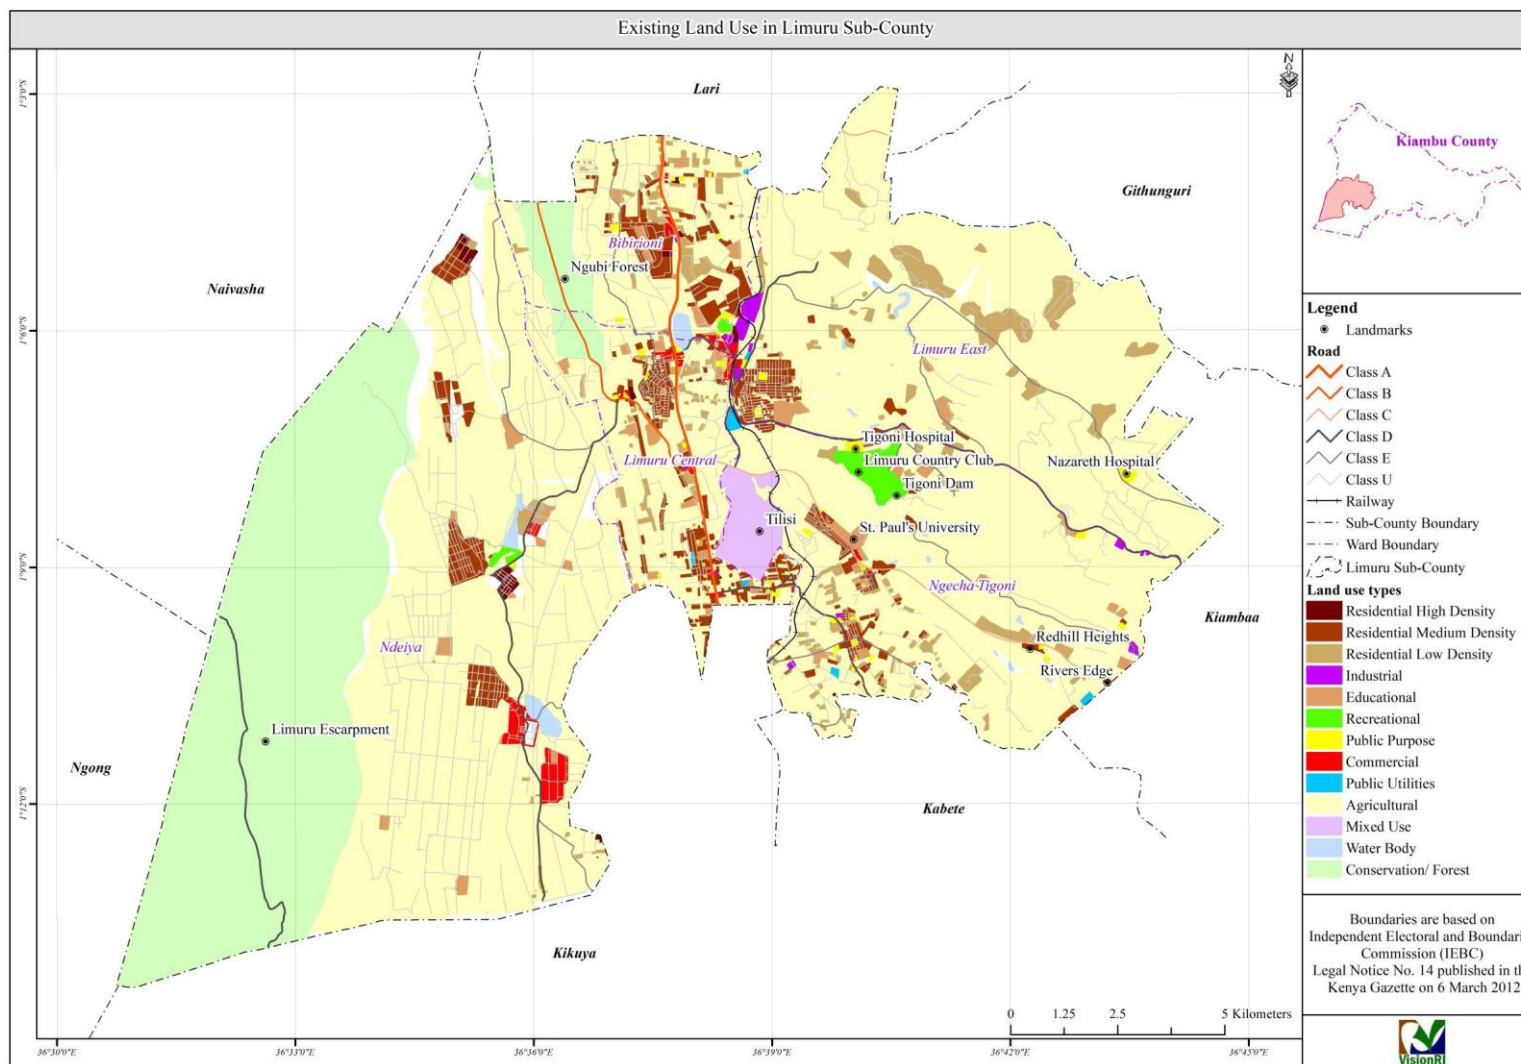 Existing Land Use in Limuru Sub-County
N
Lari
Githunguri
Naivasha
Kiambaa
Ngong
Kabete
Kikuya
Bibirioni
Ngubi Forest
Limuru East
Limuru Central
Tigoni Hospital
Limuru Country Club
Tigoni Dam
Nazareth Hospital
Tilisi
St. Paul's University
Ngecha Tigoni
Ndeiya
Redhill Heights
Rivers Edge
Limuru Escarpment
1°3'0"S
1°6'0"S
1°9'0"S
1°12'0"S
36°30'0"E
36°33'0"E
36°36'0"E
36°39'0"E
36°42'0"E
36°45'0"E
0 1.25 2.5 5 Kilometers
Kiambu County
Legend
Landmarks
Road
Class A
Class B
Class C
Class D
Class E
Class U
Railway
Sub-County Boundary
Ward Boundary
Limuru Sub-County
Land use types
Residential High Density
Residential Medium Density
Residential Low Density
Industrial
Educational
Recreational
Public Purpose
Commercial
Public Utilities
Agricultural
Mixed Use
Water Body
Conservation/ Forest
Boundaries are based on
Independent Electoral and Boundari
Commission (IEBC)
Legal Notice No. 14 published in th
Kenya Gazette on 6 March 2012
VisionRI